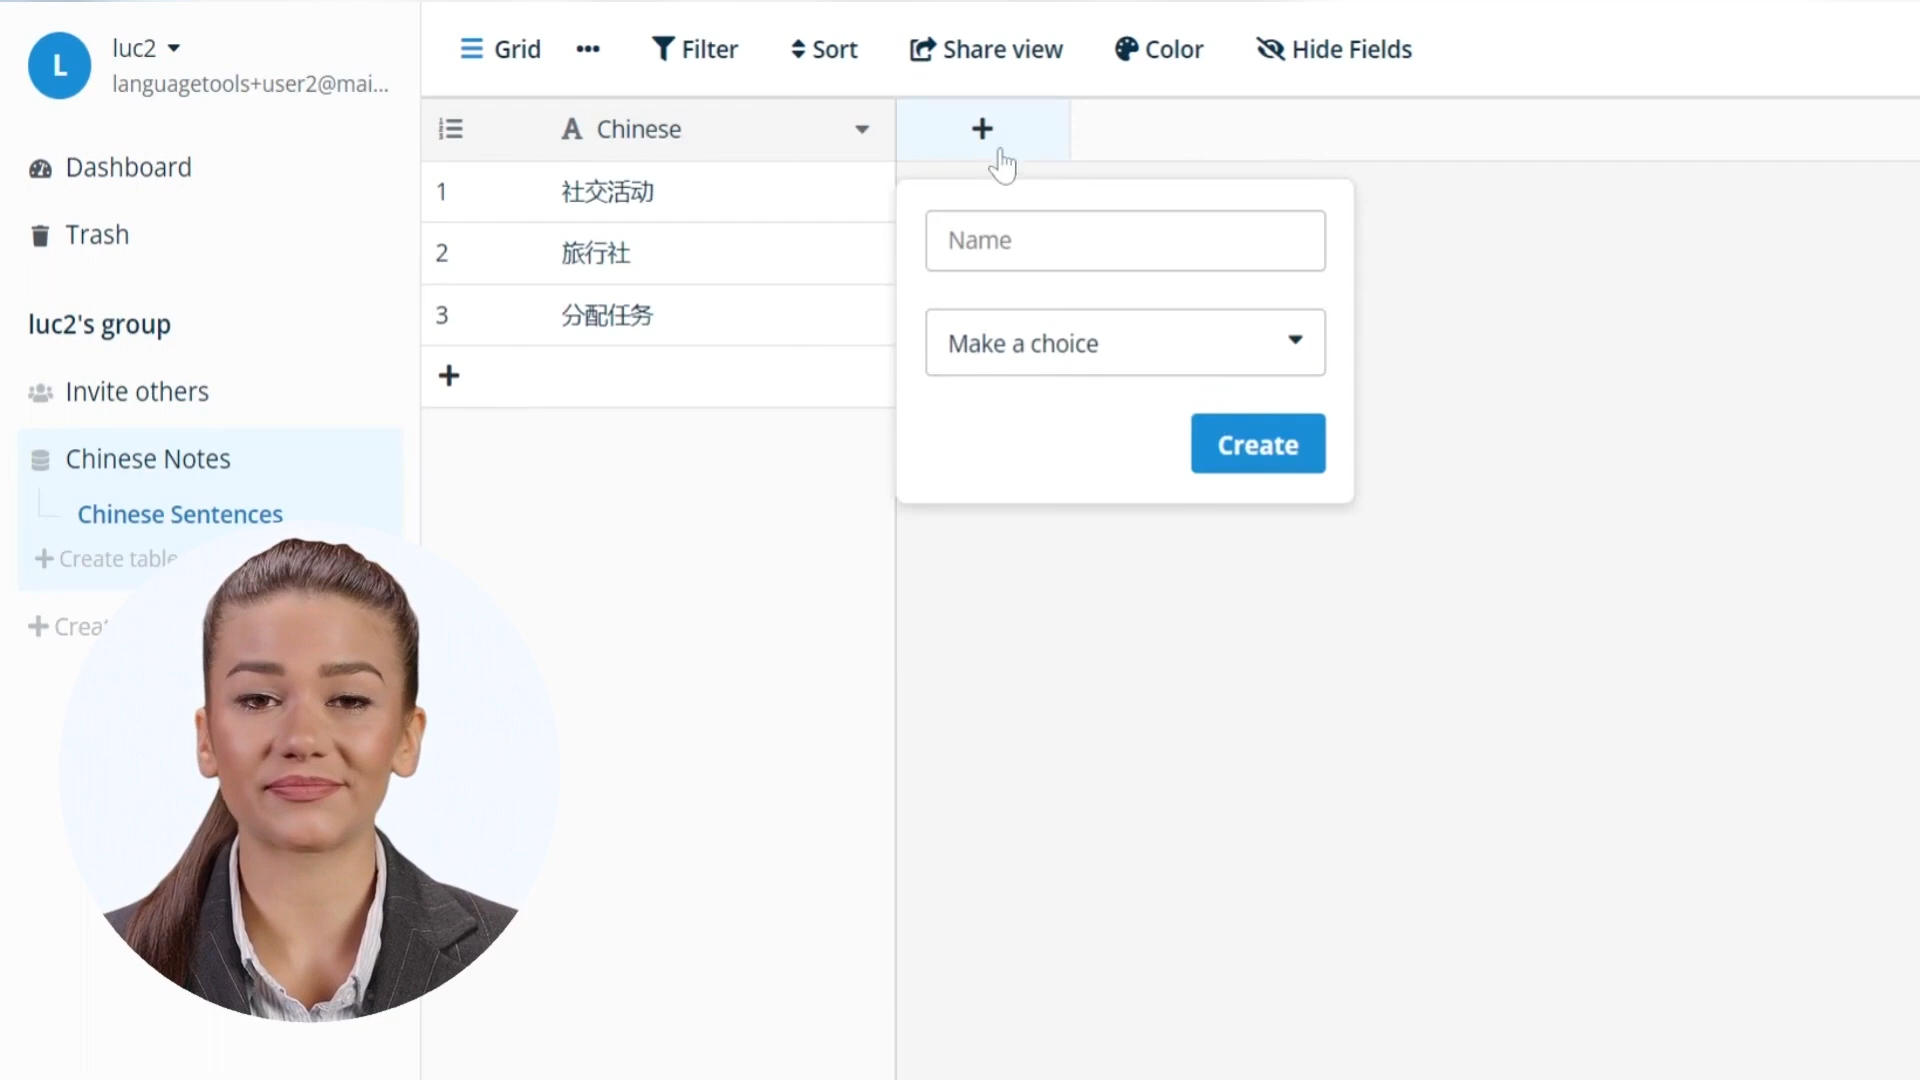 L
luc2
languagetools+user2@mai...
Dashboard
Trash
luc2's group
Invite others
Chinese Notes
Chinese Sentences
+ Create table
+ Crea
Grid
Filter
Sort
Share view
Color
Hide Fields
A Chinese
+
1 社交活动
2 旅行社
3 分配任务
+
Name
Make a choice
Create